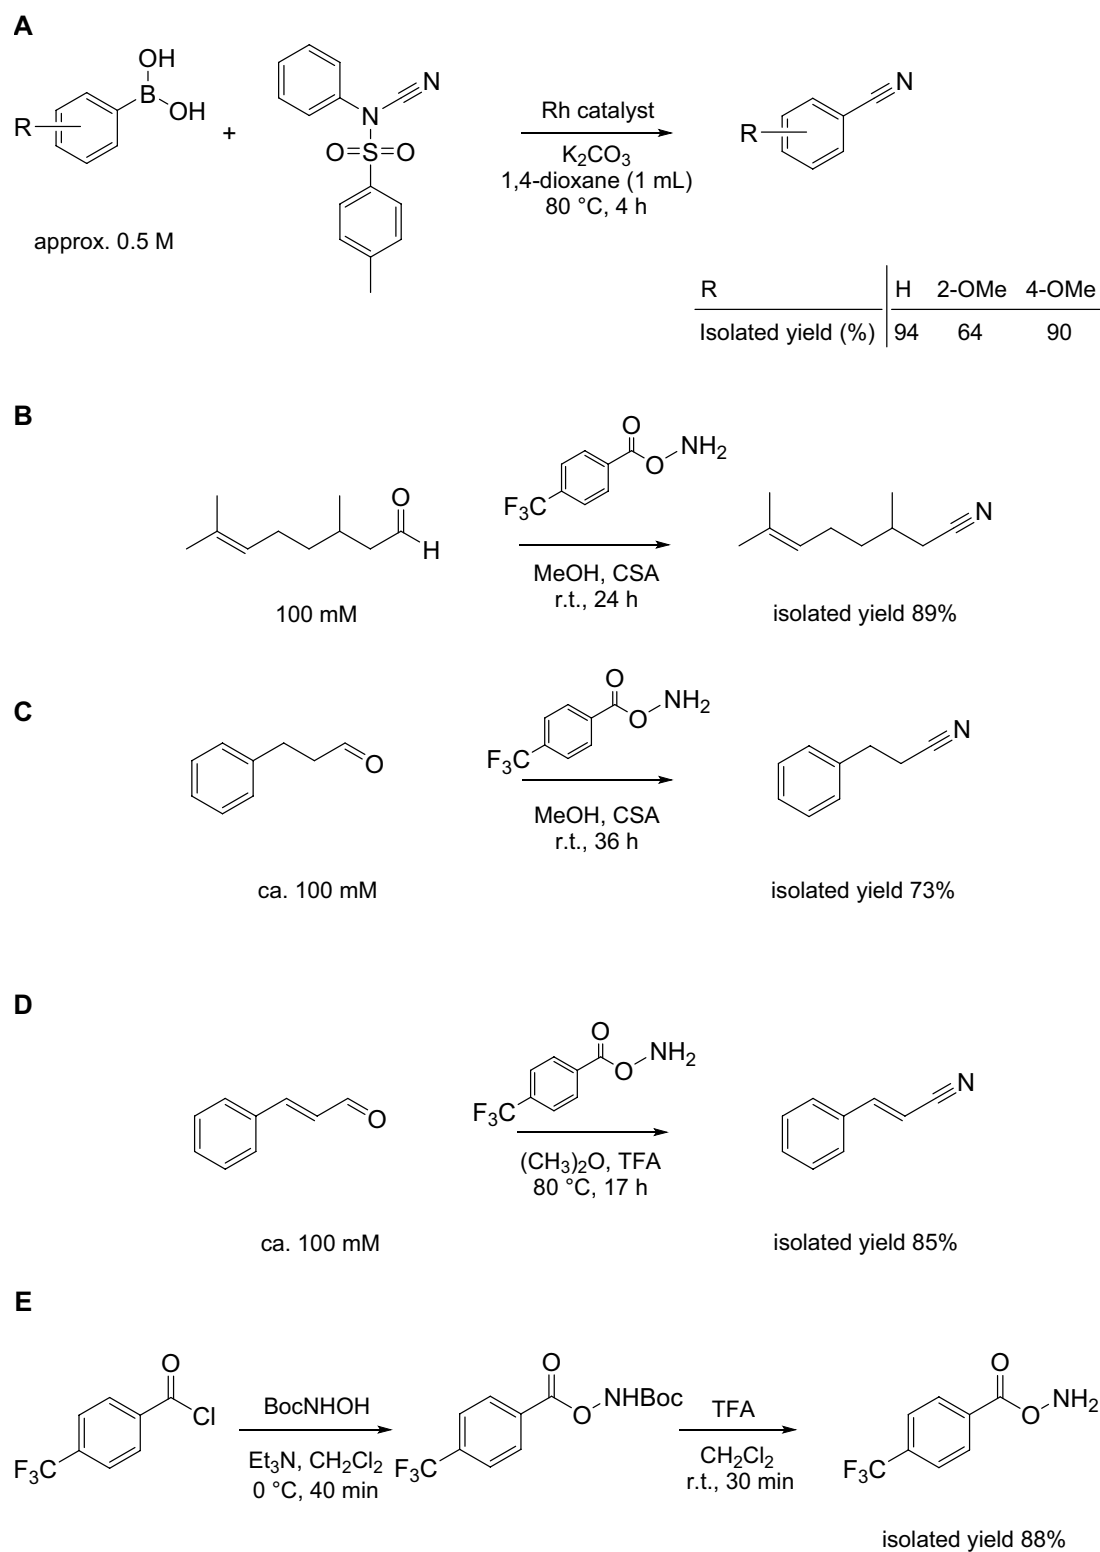 A
OH
B
OH
R
+
N
N
O=S=O
Rh catalyst
K2CO3
1,4-dioxane (1 mL)
80 °C, 4 h
N
R
approx. 0.5 M
R H 2-OMe 4-OMe
Isolated yield (%) 94 64 90
B
O
H
100 mM
O
O
NH2
F3C
MeOH, CSA
r.t., 24 h
N
isolated yield 89%
C
O
ca. 100 mM
O
O
NH2
F3C
MeOH, CSA
r.t., 36 h
N
isolated yield 73%
D
O
ca. 100 mM
O
O
NH2
F3C
(CH3)2O, TFA
80 °C, 17 h
N
isolated yield 85%
E
O
Cl
F3C
BocNHOH
Et3N, CH2Cl2
0 °C, 40 min
O
O
NHBoc
F3C
TFA
CH2Cl2
r.t., 30 min
O
O
NH2
F3C
isolated yield 88%